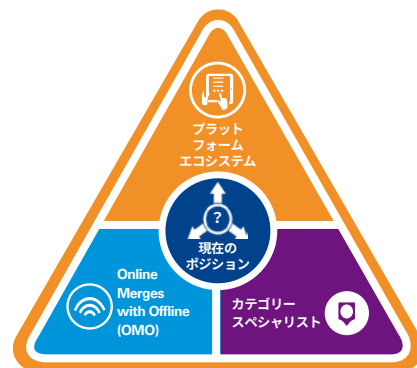 プラット
フォーム
エコシステム
?
現在の
ポジション
Online
Merges
with Offline
(OMO)
カテゴリー
スペシャリスト